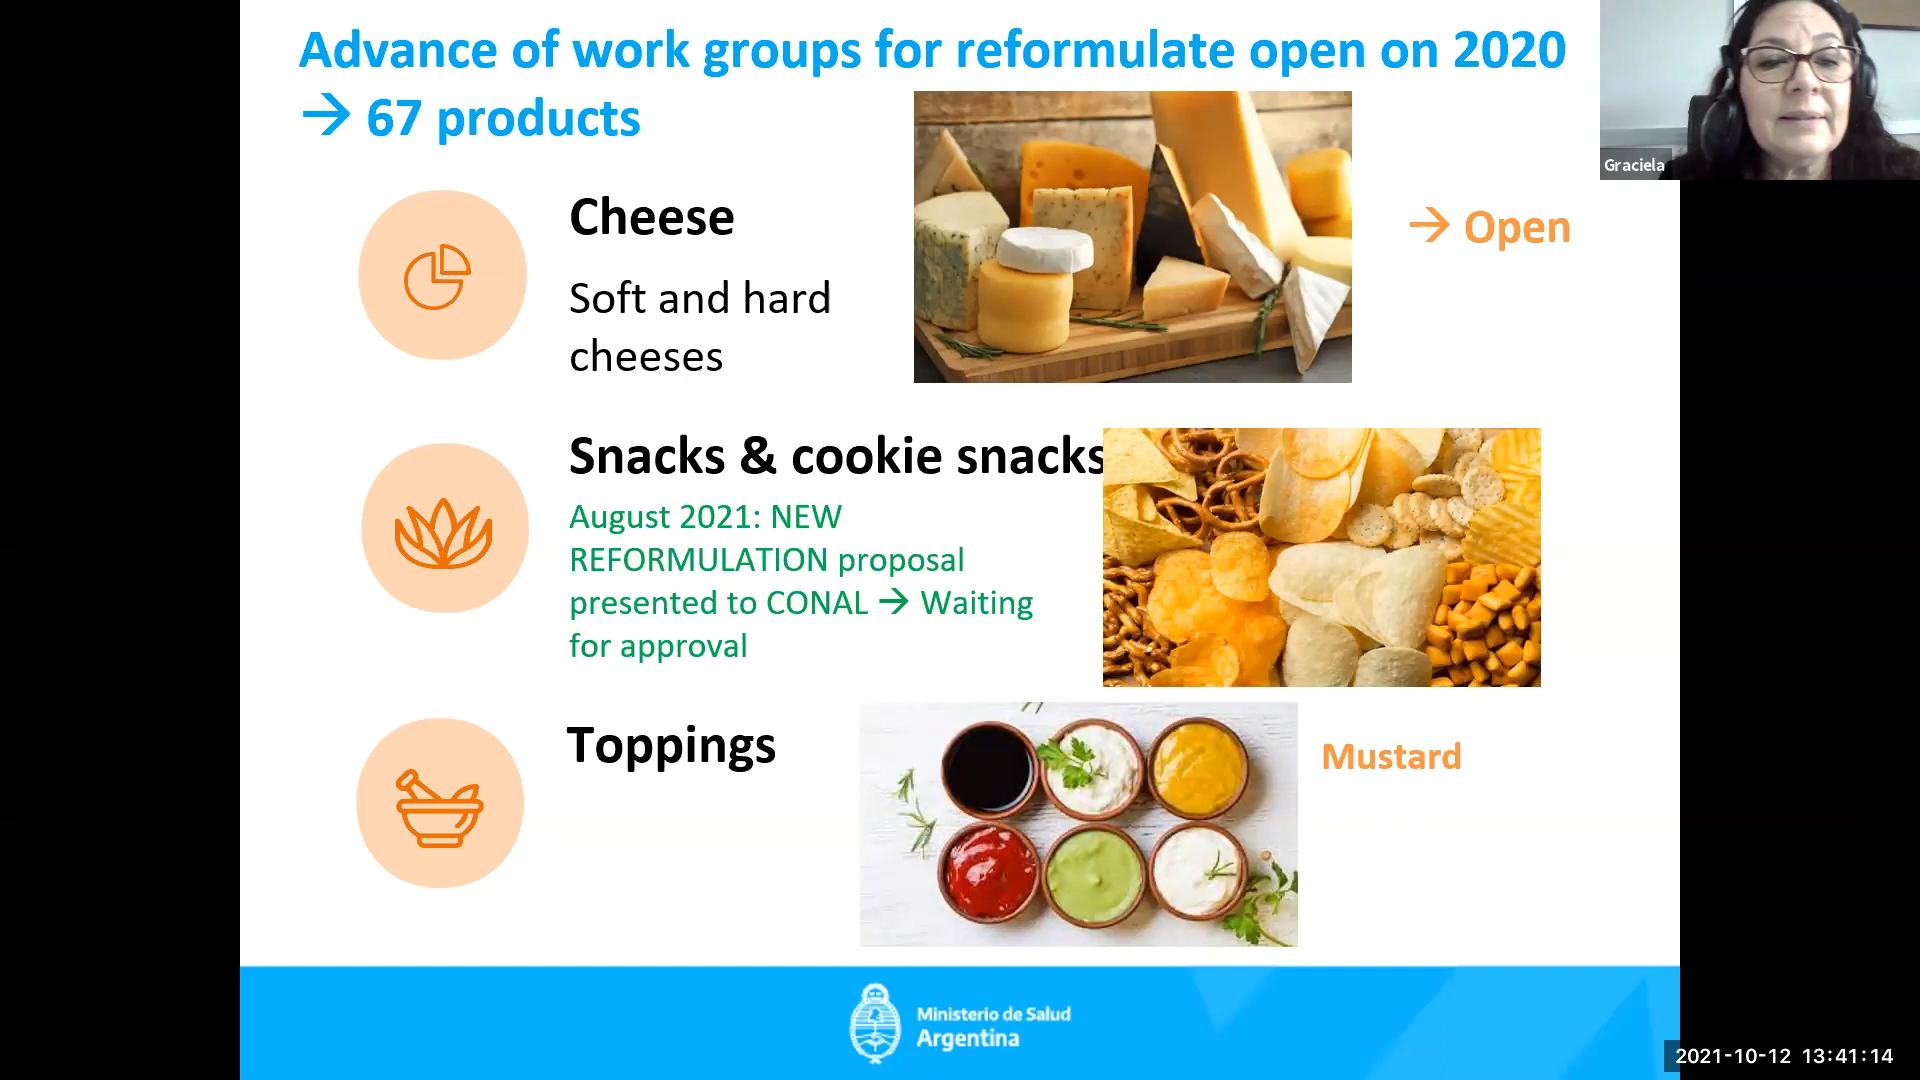 Advance of work groups for reformulate open on 2020
→ 67 products
Graciela
Cheese
→ Open
Soft and hard
cheeses
Snacks & cookie snacks
August 2021: NEW
REFORMULATION proposal
presented to CONAL → Waiting
for approval
Toppings
Mustard
Ministerio de Salud
Argentina
2021-10-12 13:41:14